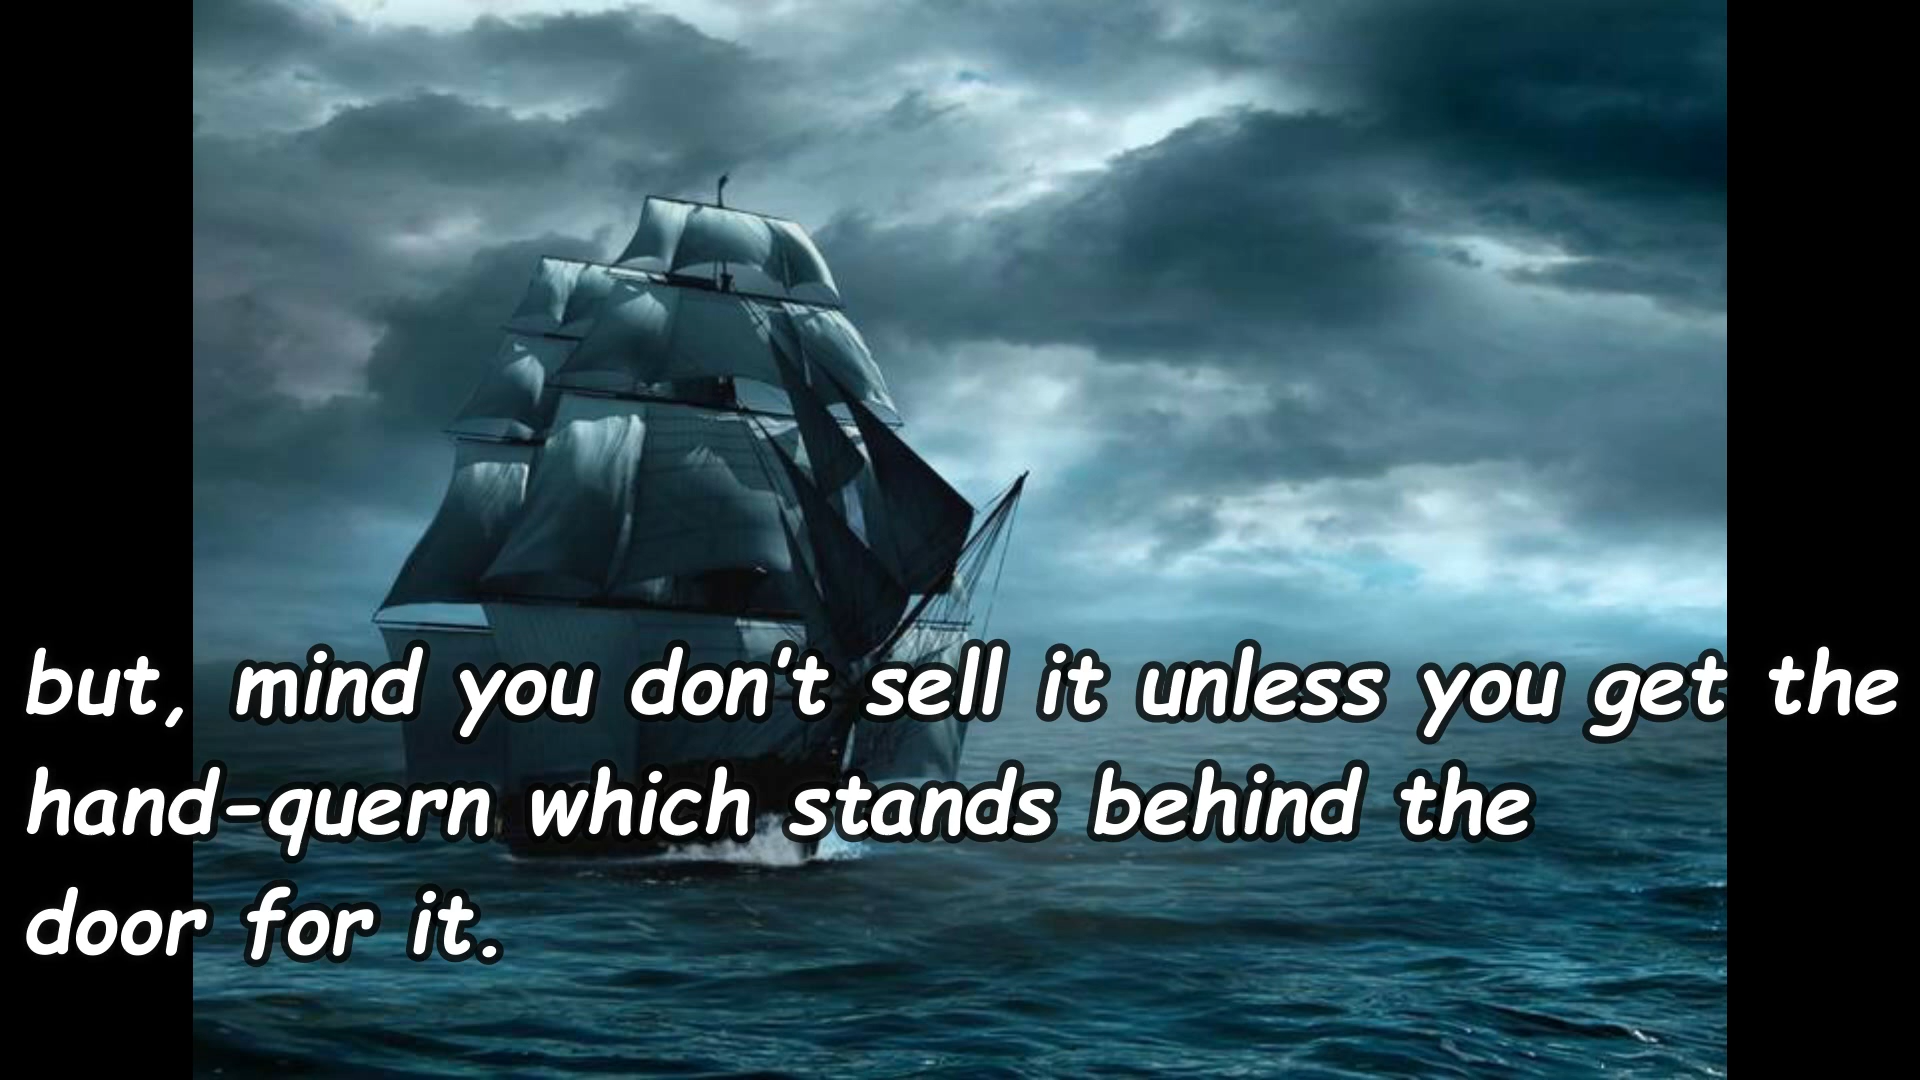 but, mind you don't sell it unless you get the
hand-quern which stands behind the
door for it.